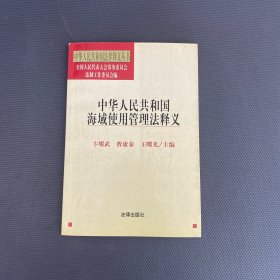 中华人民共和国法律释义丛书
全国人民代表大会常务委员会
法制工作委员会编
中华人民共和国
海域使用管理法释义
卞耀武 曹康泰 王曙光/主编
法律出版社